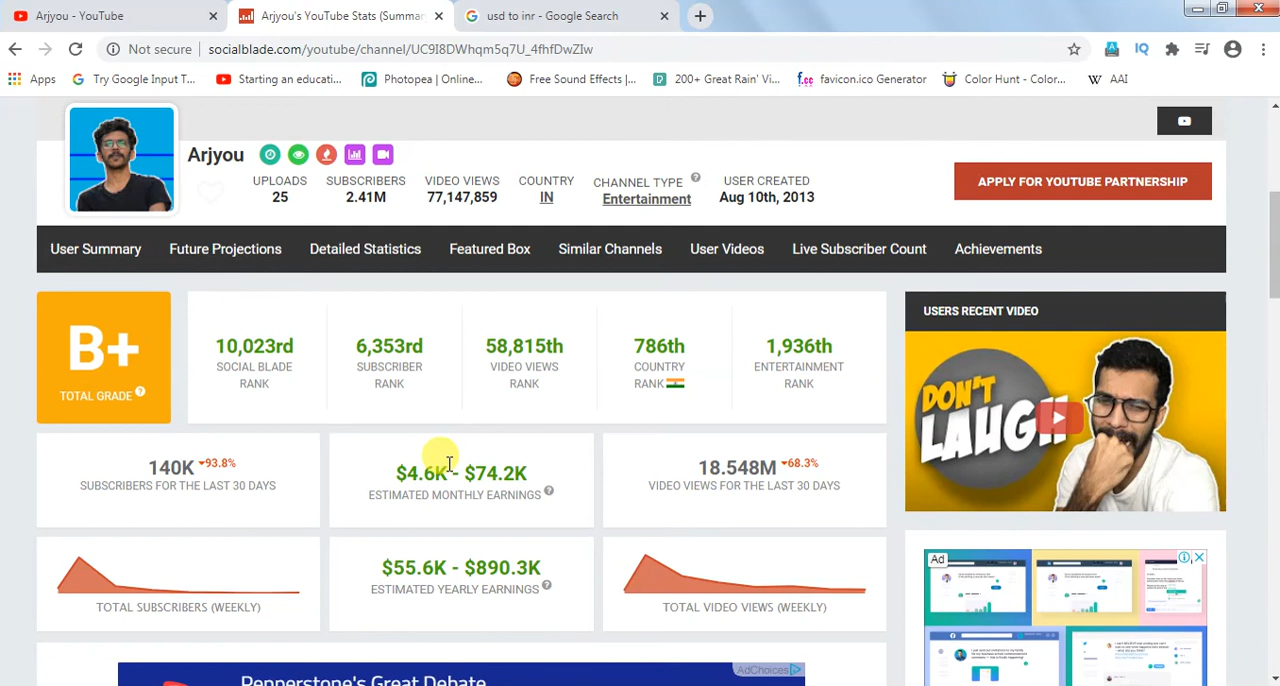 Arjyou - YouTube
Arjyou's YouTube Stats (Summar
usd to inr - Google Search
Not secure
socialblade.com/youtube/channel/UC9I8DWhqm5q7U_4fhfDwZIw
Apps
Try Google Input T...
Starting an educati...
Photopea | Online...
Free Sound Effects |...
200+ Great Rain' Vi...
favicon.ico Generator
Color Hunt - Color...
AAI
Arjyou
UPLOADS
25
SUBSCRIBERS
2.41M
VIDEO VIEWS
77,147,859
COUNTRY
IN
CHANNEL TYPE
Entertainment
USER CREATED
Aug 10th, 2013
APPLY FOR YOUTUBE PARTNERSHIP
User Summary
Future Projections
Detailed Statistics
Featured Box
Similar Channels
User Videos
Live Subscriber Count
Achievements
B+
TOTAL GRADE
10,023rd
SOCIAL BLADE
RANK
6,353rd
SUBSCRIBER
RANK
58,815th
VIDEO VIEWS
RANK
786th
COUNTRY
RANK
1,936th
ENTERTAINMENT
RANK
USERS RECENT VIDEO
DON'T
LAUGH
140K 93.8%
SUBSCRIBERS FOR THE LAST 30 DAYS
$4.6K - $74.2K
ESTIMATED MONTHLY EARNINGS
18.548M 68.3%
VIDEO VIEWS FOR THE LAST 30 DAYS
TOTAL SUBSCRIBERS (WEEKLY)
$55.6K - $890.3K
ESTIMATED YEARLY EARNINGS
TOTAL VIDEO VIEWS (WEEKLY)
Ad
AdChoices
Great Debate